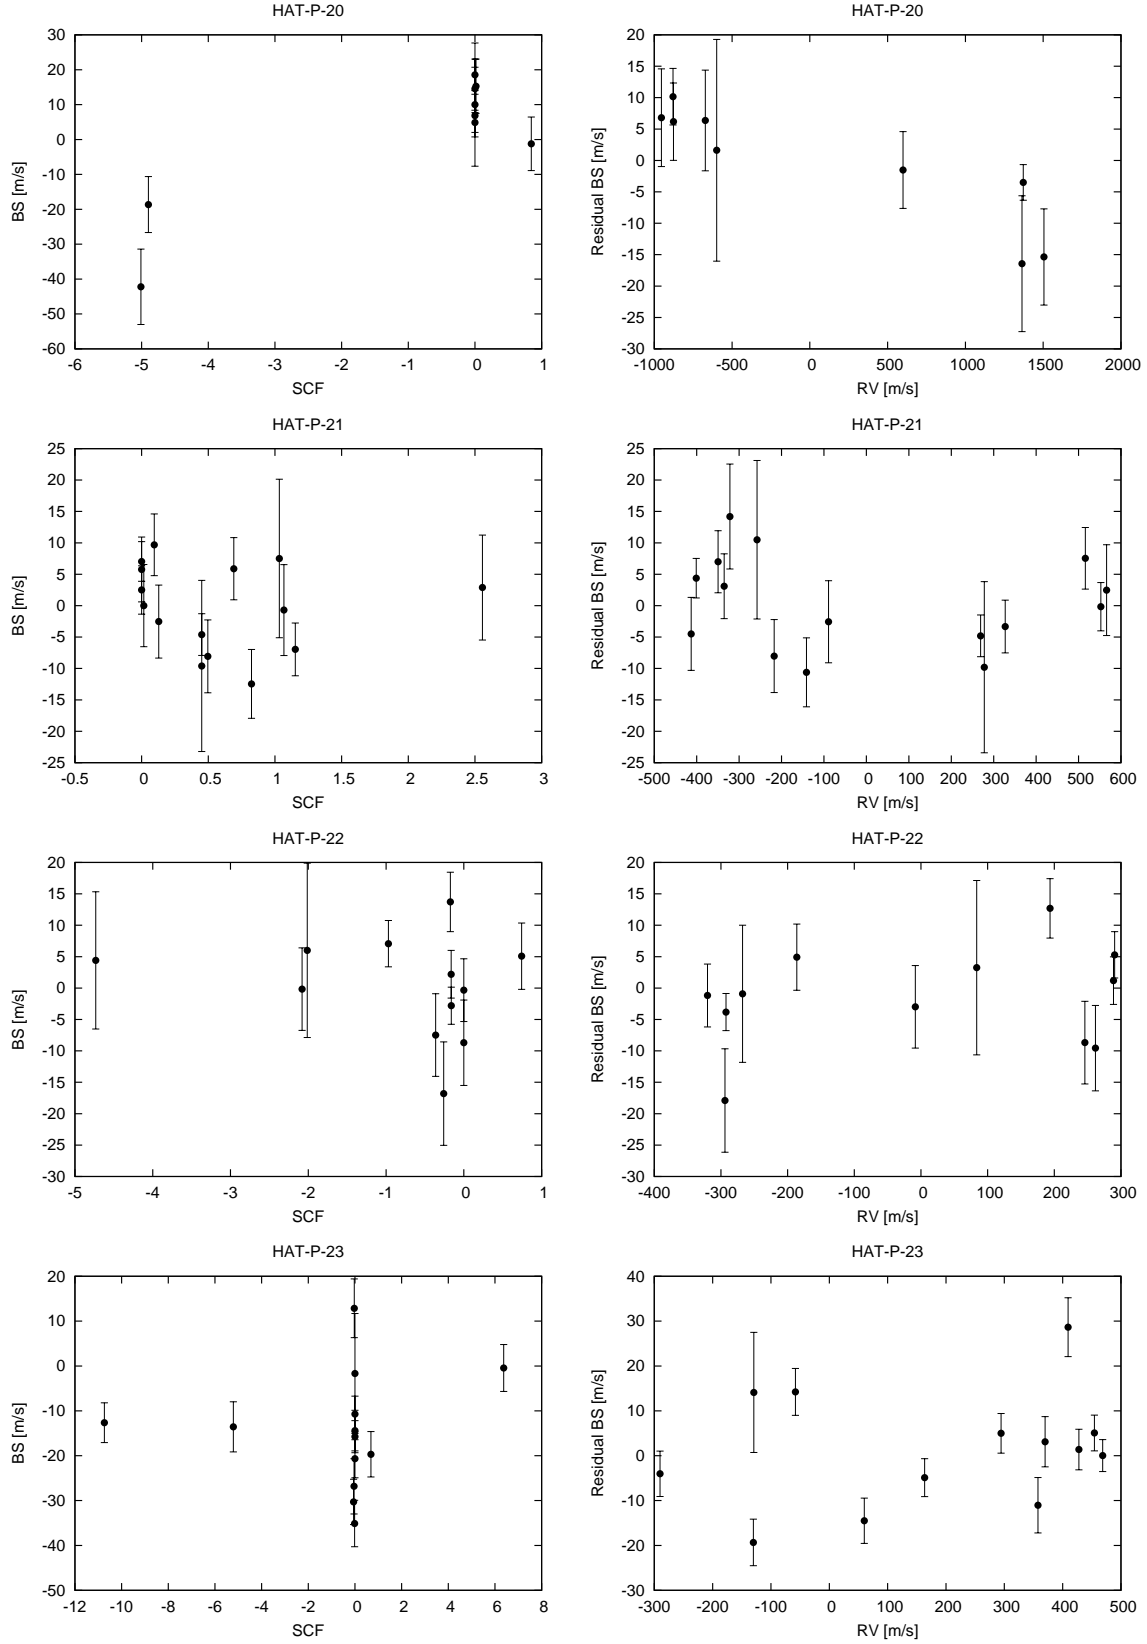 HAT-P-20
HAT-P-20
30
20
10
0
-10
-20
-30
-40
-50
-60
BS [m/s]
-6 -5 -4 -3 -2 -1 0 1
SCF
20
15
10
5
0
-5
-10
-15
-20
-25
-30
Residual BS [m/s]
-1000 -500 0 500 1000 1500 2000
RV [m/s]
HAT-P-21
HAT-P-21
25
20
15
10
5
0
-5
-10
-15
-20
-25
BS [m/s]
-0.5 0 0.5 1 1.5 2 2.5 3
SCF
25
20
15
10
5
0
-5
-10
-15
-20
-25
Residual BS [m/s]
-500 -400 -300 -200 -100 0 100 200 300 400 500 600
RV [m/s]
HAT-P-22
HAT-P-22
20
15
10
5
0
-5
-10
-15
-20
-25
-30
BS [m/s]
-5 -4 -3 -2 -1 0 1
SCF
20
15
10
5
0
-5
-10
-15
-20
-25
-30
Residual BS [m/s]
-400 -300 -200 -100 0 100 200 300
RV [m/s]
HAT-P-23
HAT-P-23
20
10
0
-10
-20
-30
-40
-50
BS [m/s]
-12 -10 -8 -6 -4 -2 0 2 4 6 8
SCF
40
30
20
10
0
-10
-20
-30
Residual BS [m/s]
-300 -200 -100 0 100 200 300 400 500
RV [m/s]